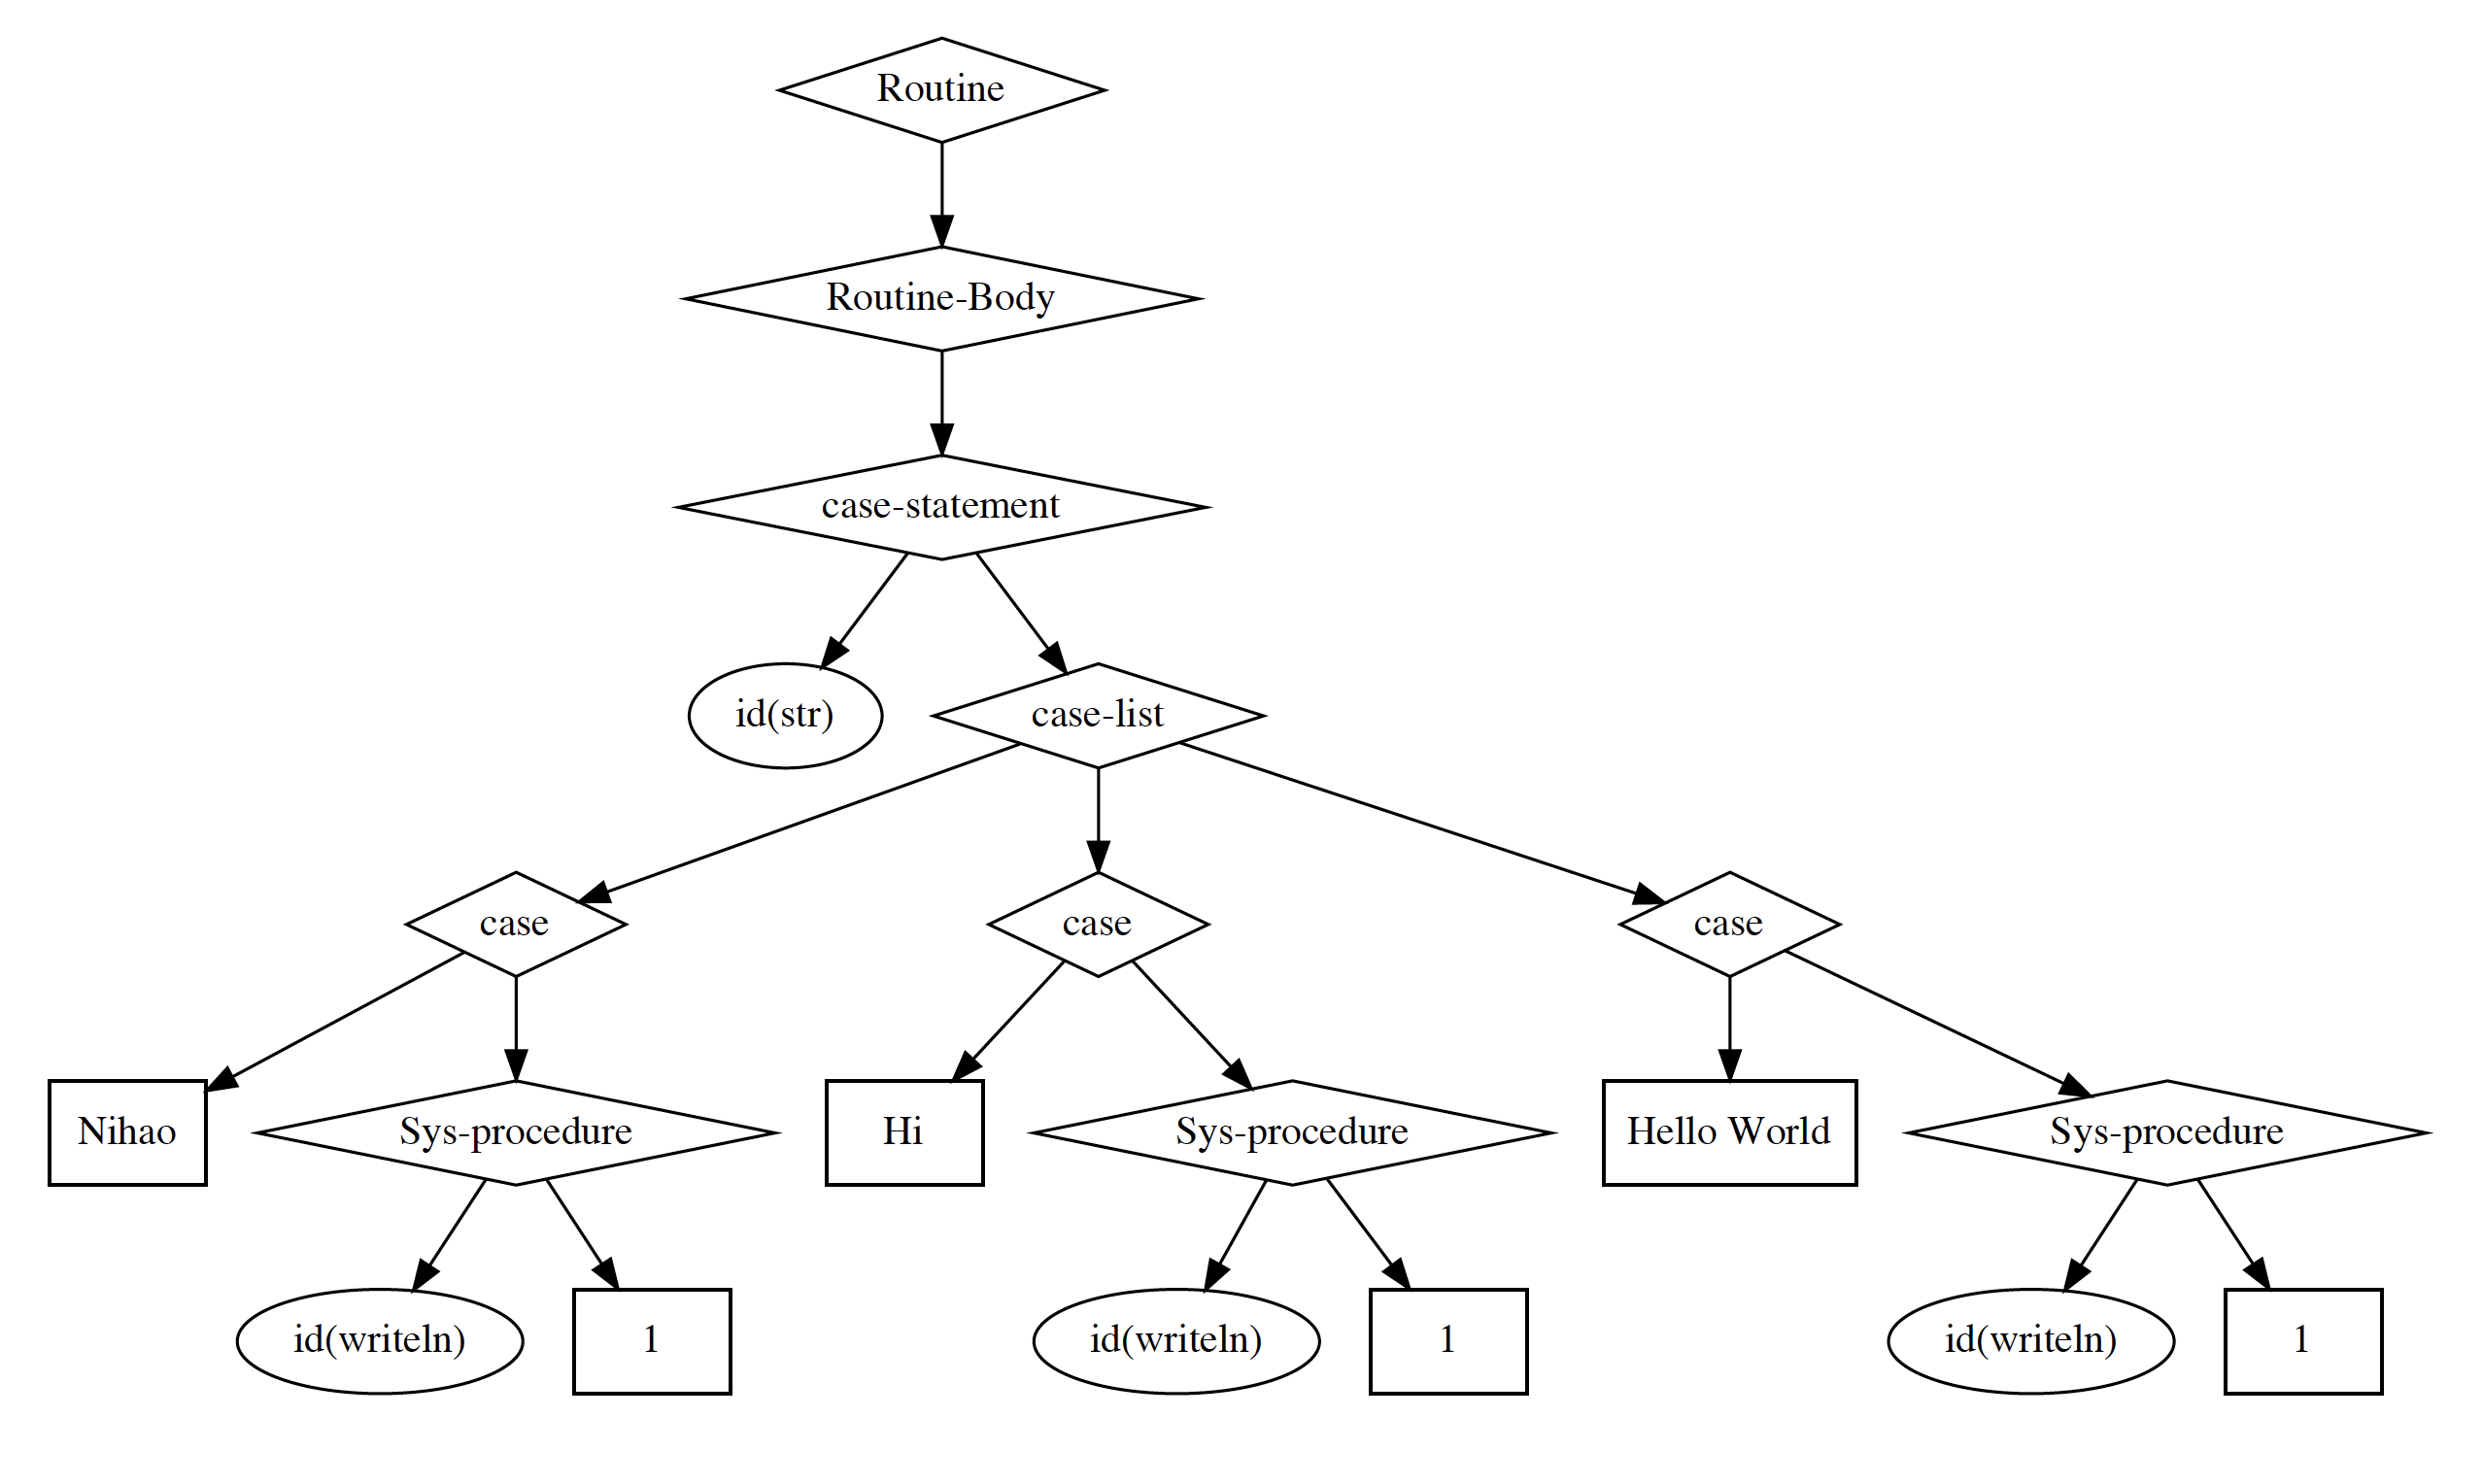 Routine
Routine-Body
case-statement
id(str)
case-list
case
case
case
Nihao
Sys-procedure
Hi
Sys-procedure
Hello World
Sys-procedure
id(writeln)
1
id(writeln)
1
id(writeln)
1